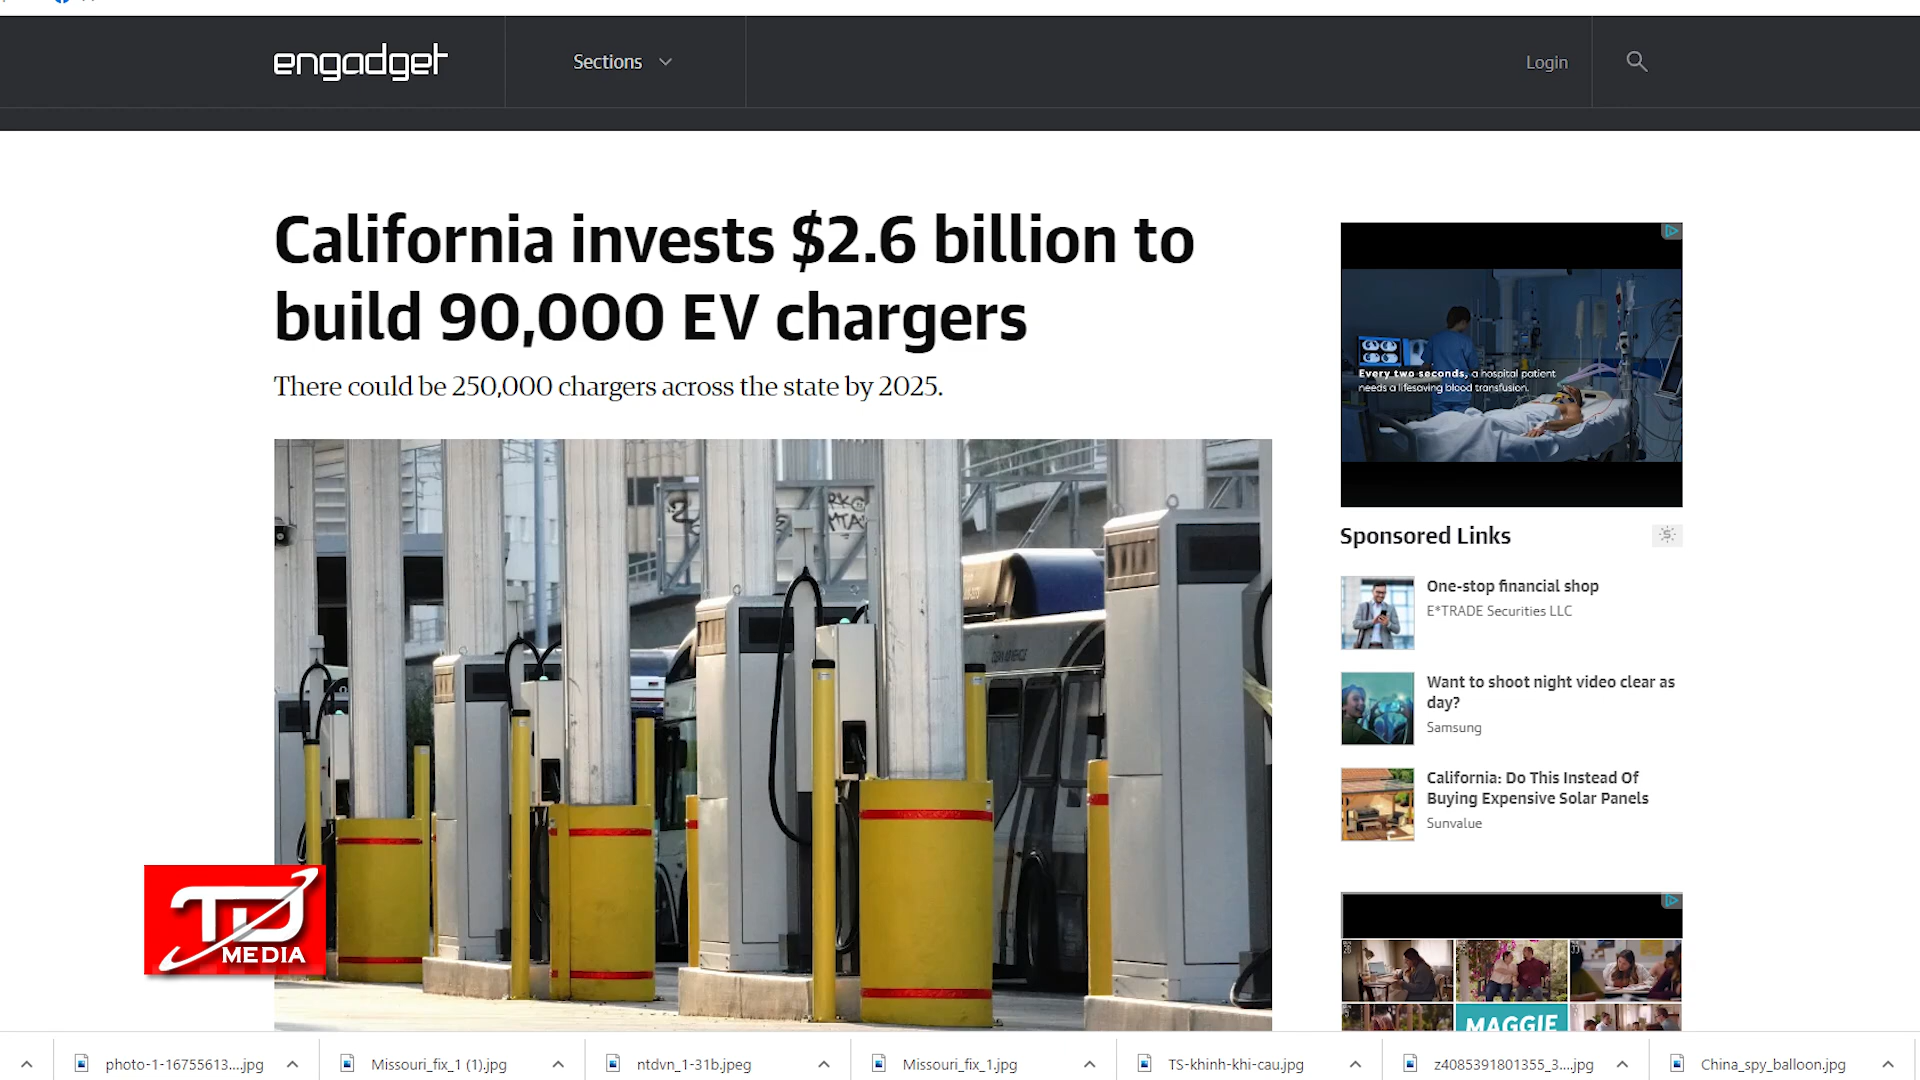 engadget
Sections
Login
California invests $2.6 billion to
build 90,000 EV chargers
There could be 250,000 chargers across the state by 2025.
Every two seconds, a hospital patient
needs a lifesaving blood transfusion.
Sponsored Links
One-stop financial shop
E*TRADE Securities LLC
Want to shoot night video clear as
day?
Samsung
California: Do This Instead Of
Buying Expensive Solar Panels
Sunvalue
CLEAN AIR VEHICLE
TD
MEDIA
MAGGIE
photo-1-16755613....jpg
Missouri_fix_1 (1).jpg
ntdvn_1-31b.jpeg
Missouri_fix_1.jpg
TS-khinh-khi-cau.jpg
z4085391801355_3....jpg
China_spy_balloon.jpg